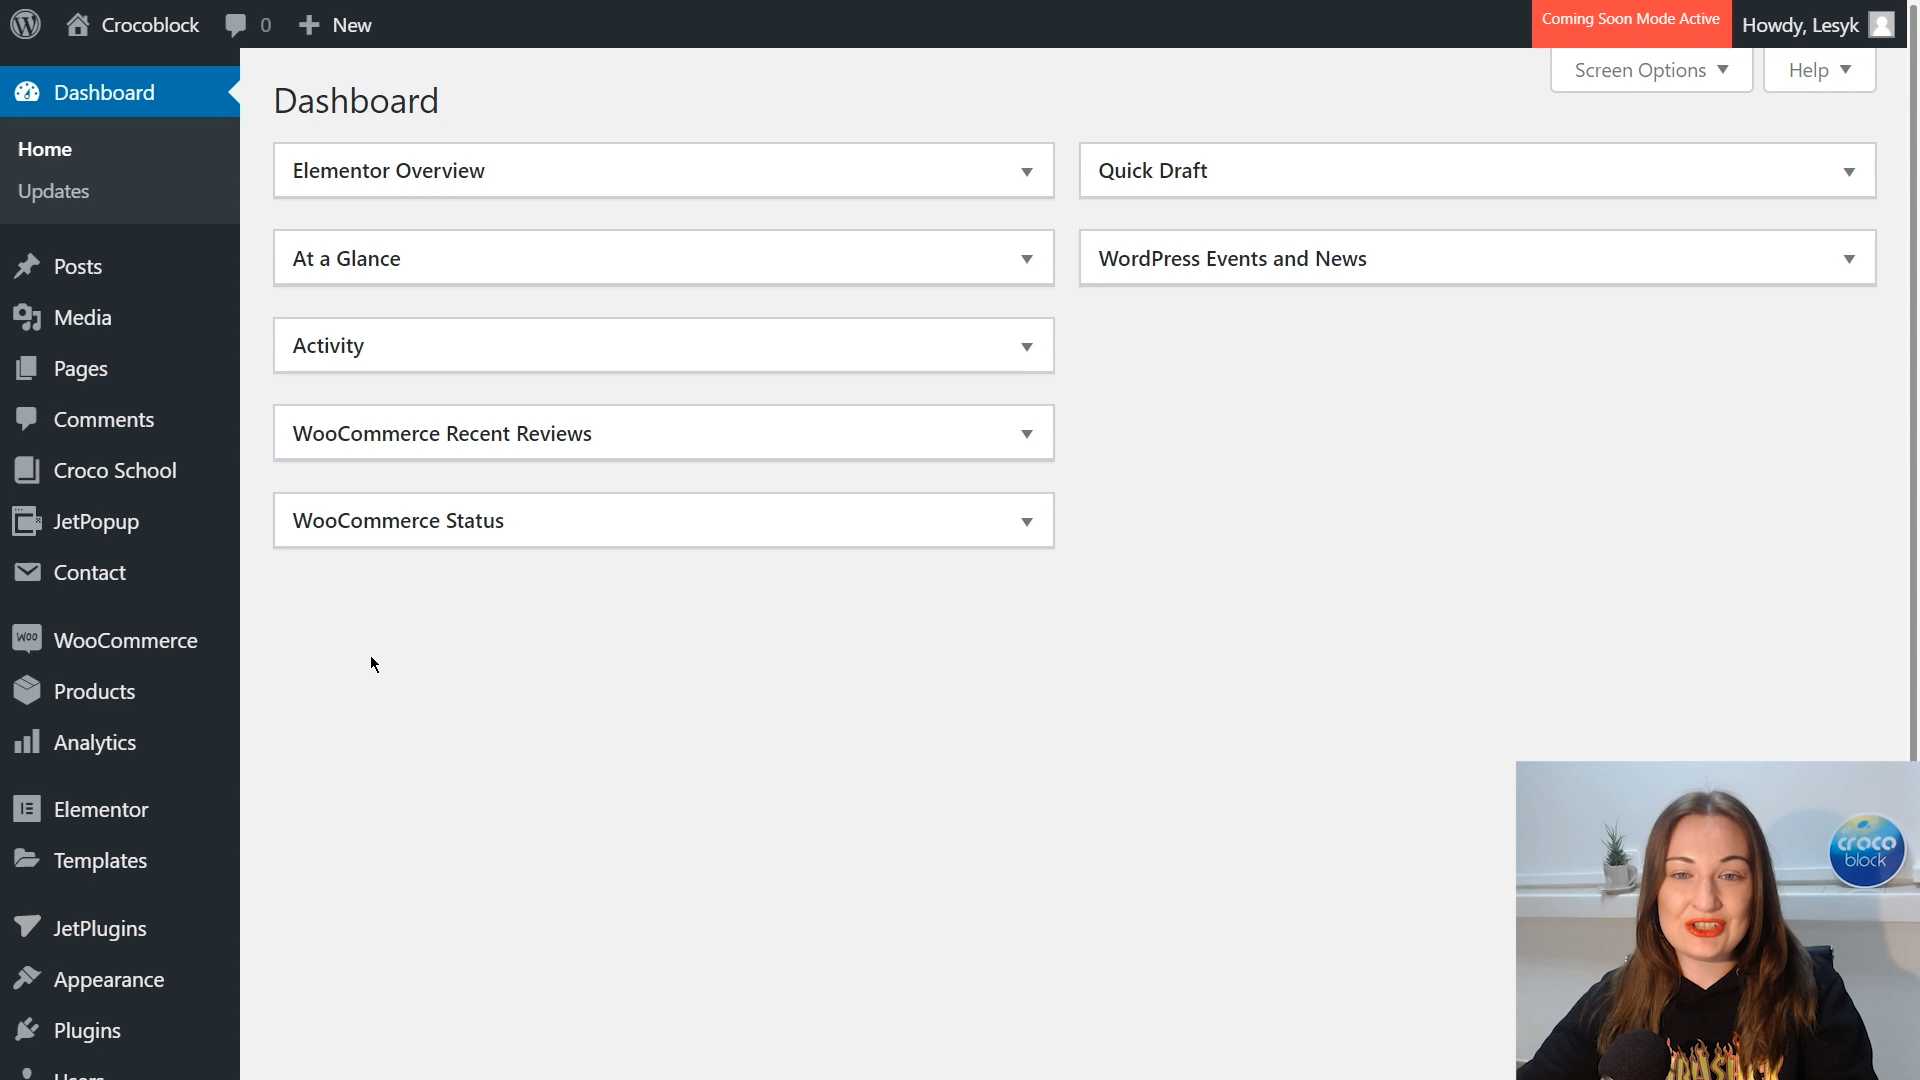 Crocoblock
0
New
Coming Soon Mode Active
Howdy, Lesyk
Screen Options
Help
Dashboard
Home
Updates
Posts
Media
Pages
Comments
Croco School
JetPopup
Contact
WOO
WooCommerce
Products
Analytics
Elementor
Templates
JetPlugins
Appearance
Plugins
Users
Dashboard
Elementor Overview
At a Glance
Activity
WooCommerce Recent Reviews
WooCommerce Status
Quick Draft
WordPress Events and News
croco
block